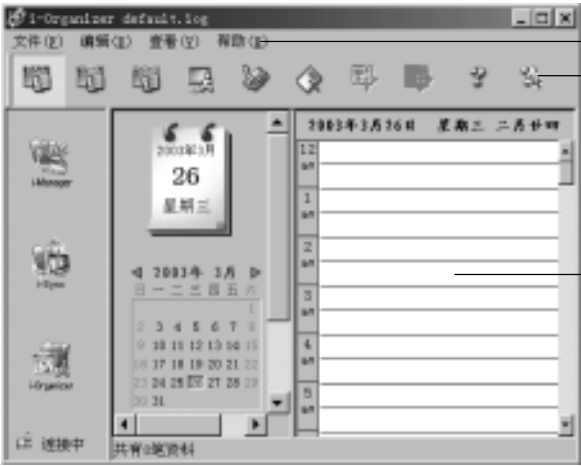 i-Organizer default.iog
文件(F) 编辑(E) 查看(V) 帮助(H)
i-Manager
i-Sync
i-Organizer
连接中
2003年3月
26
星期三
2003年 3月
日 一 二 三 四 五 六
1
2 3 4 5 6 7 8
9 10 11 12 13 14 15
16 17 18 19 20 21 22
23 24 25 26 27 28 29
30 31
2003年3月26日 星期三 二月廿四
12
1
2
3
4
5
共有0笔资料